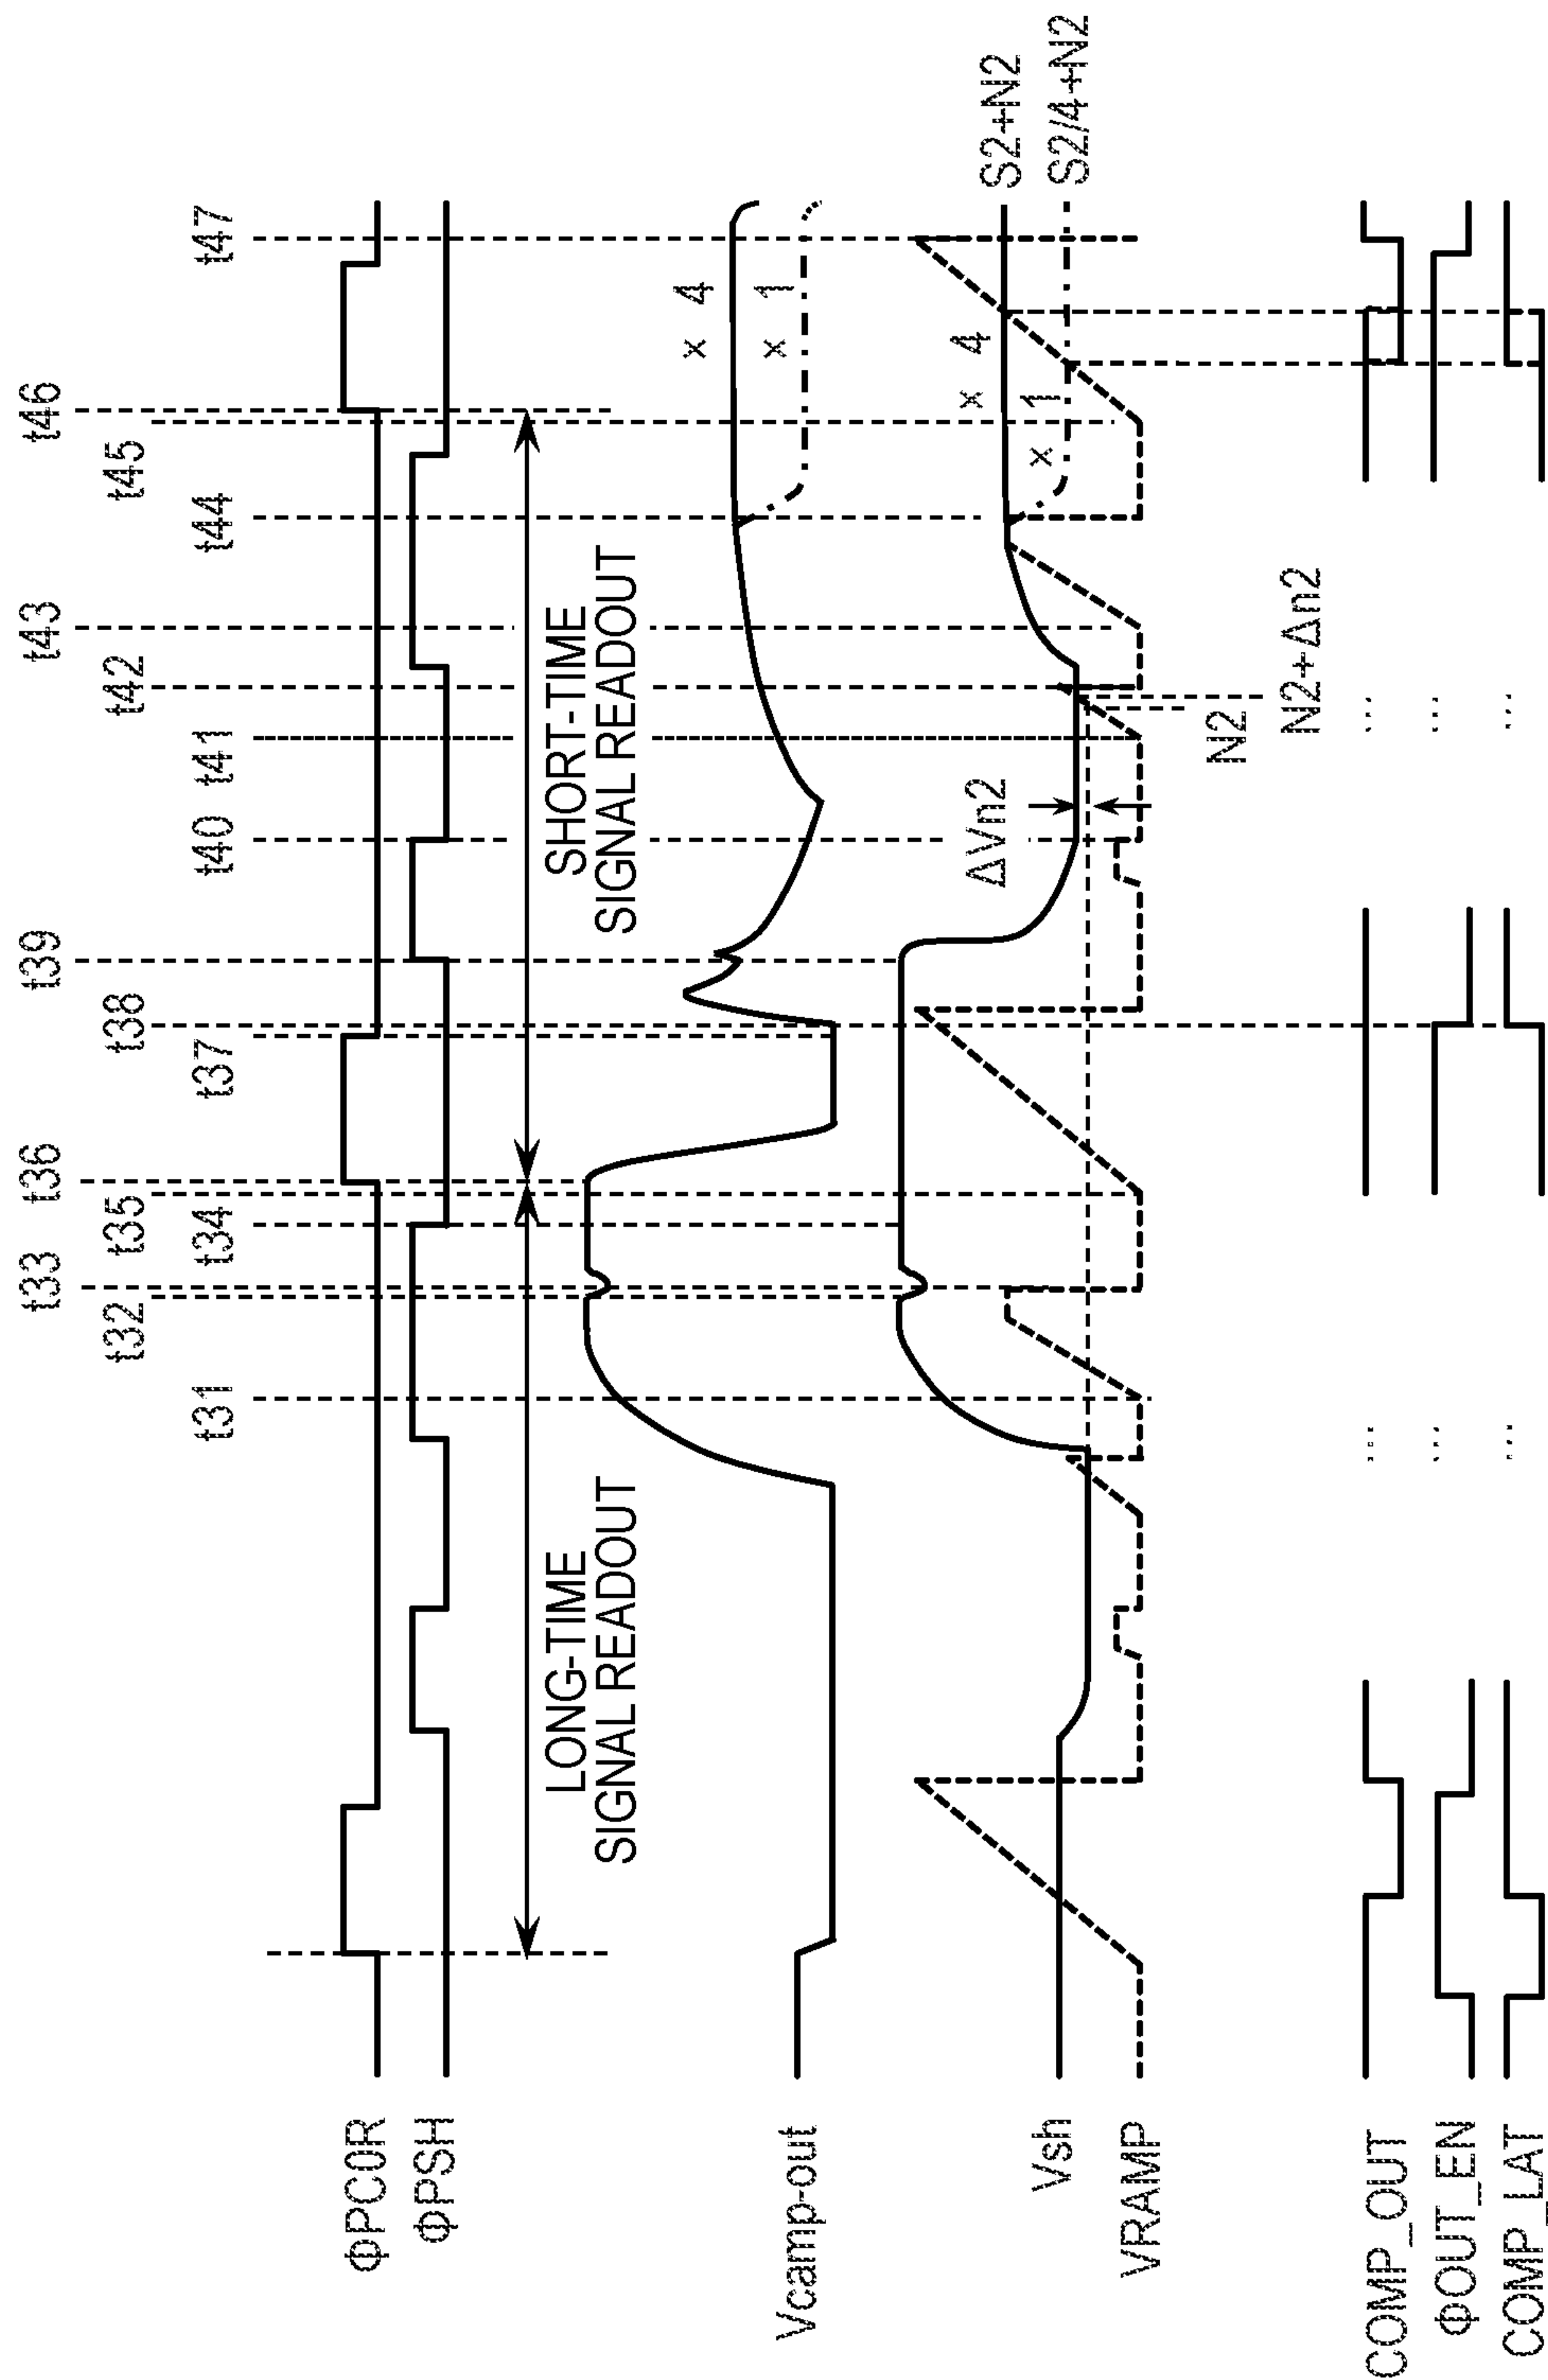 t31
t32
t33
t34
t35
t36
t37
t38
t39
t40
t41
t42
t43
t44
t45
t46
t47
ΦPC0R
ΦPSH
LONG-TIME
SIGNAL READOUT
SHORT-TIME
SIGNAL READOUT
Vcamp-out
× 4
× 1
Vsh
VRAMP
ΔVn2
× 4
× 1
S2+N2
S2/4+N2
N2
N2+Δn2
COMP_OUT
...
...
ΦOUT_EN
...
...
COMP_LAT
...
...